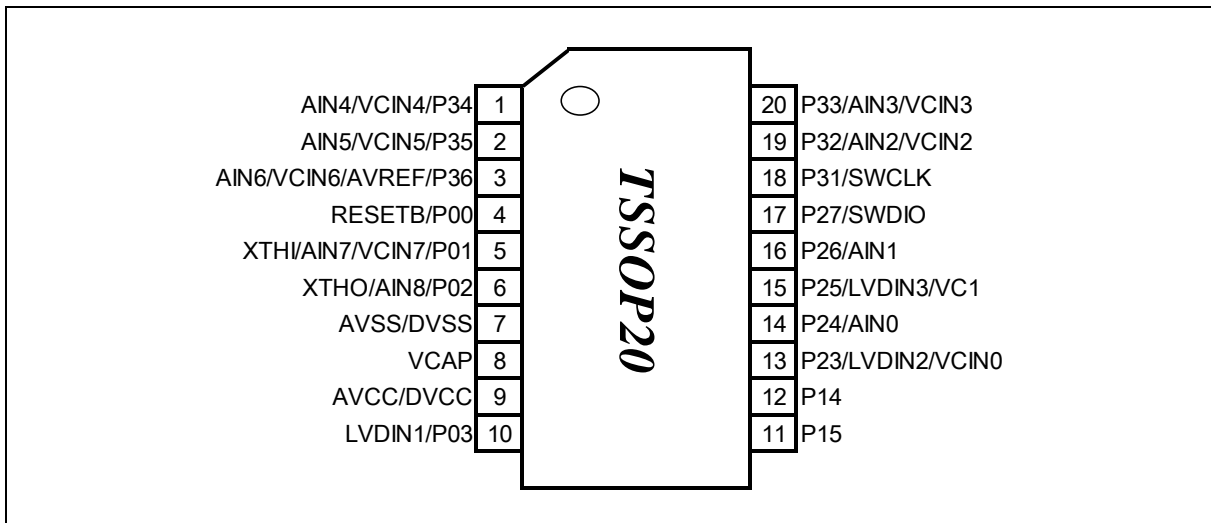 AIN4/VCIN4/P34 1
AIN5/VCIN5/P35 2
AIN6/VCIN6/AVREF/P36 3
RESETB/P00 4
XTHI/AIN7/VCIN7/P01 5
XTHO/AIN8/P02 6
AVSS/DVSS 7
VCAP 8
AVCC/DVCC 9
LVDIN1/P03 10
TSSOP20
20 P33/AIN3/VCIN3
19 P32/AIN2/VCIN2
18 P31/SWCLK
17 P27/SWDIO
16 P26/AIN1
15 P25/LVDIN3/VC1
14 P24/AIN0
13 P23/LVDIN2/VCIN0
12 P14
11 P15